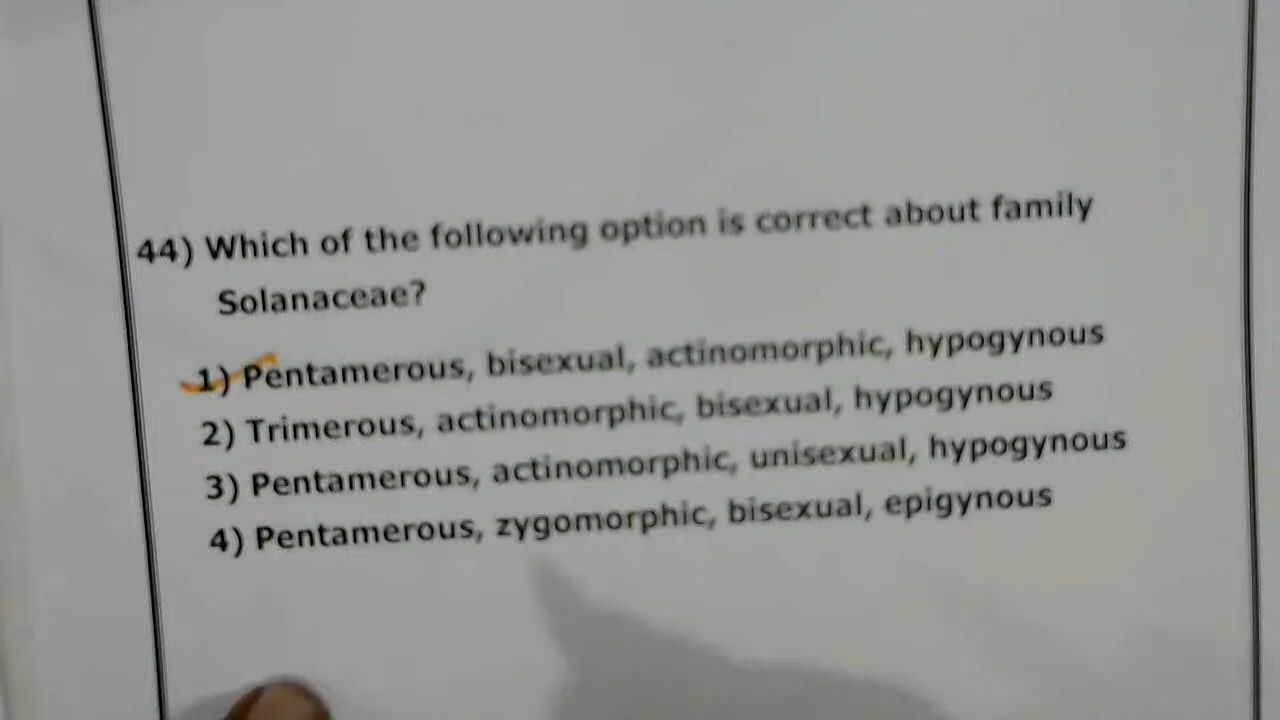 44) Which of the following option is correct about family
Solanaceae?
1) Pentamerous, bisexual, actinomorphic, hypogynous
2) Trimerous, actinomorphic, bisexual, hypogynous
3) Pentamerous, actinomorphic, unisexual, hypogynous
4) Pentamerous, zygomorphic, bisexual, epigynous